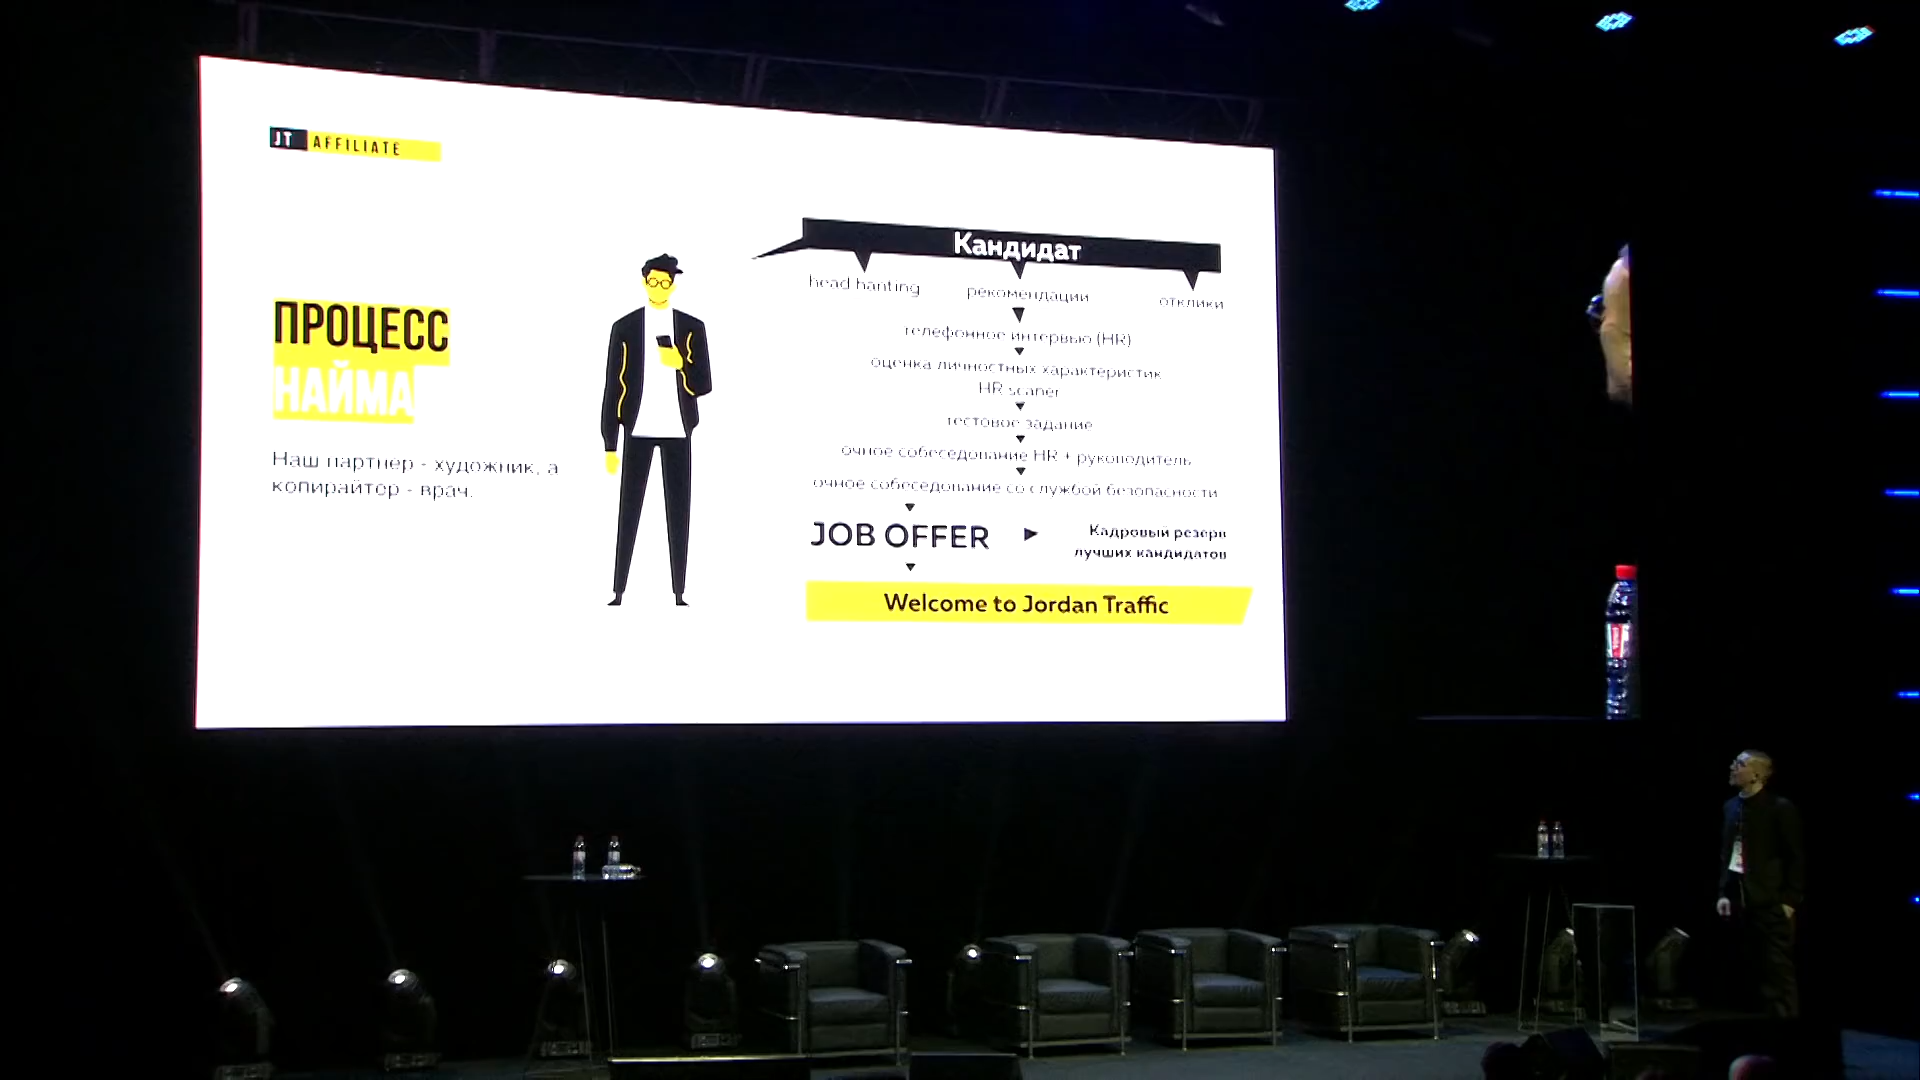 JT AFFILIATE
ПРОЦЕСС
НАЙМА
Наш партнер - художник, а
копирайтер - врач.
Кандидат
head hanting
рекомендации
отклики
телефонное интервью (HR)
оценка личностных характеристик
HR scaner
тестовое задание
очное собеседование HR + руководитель
очное собеседование со службой безопасности
JOB OFFER
Кадровый резерв
лучших кандидатов
Welcome to Jordan Traffic